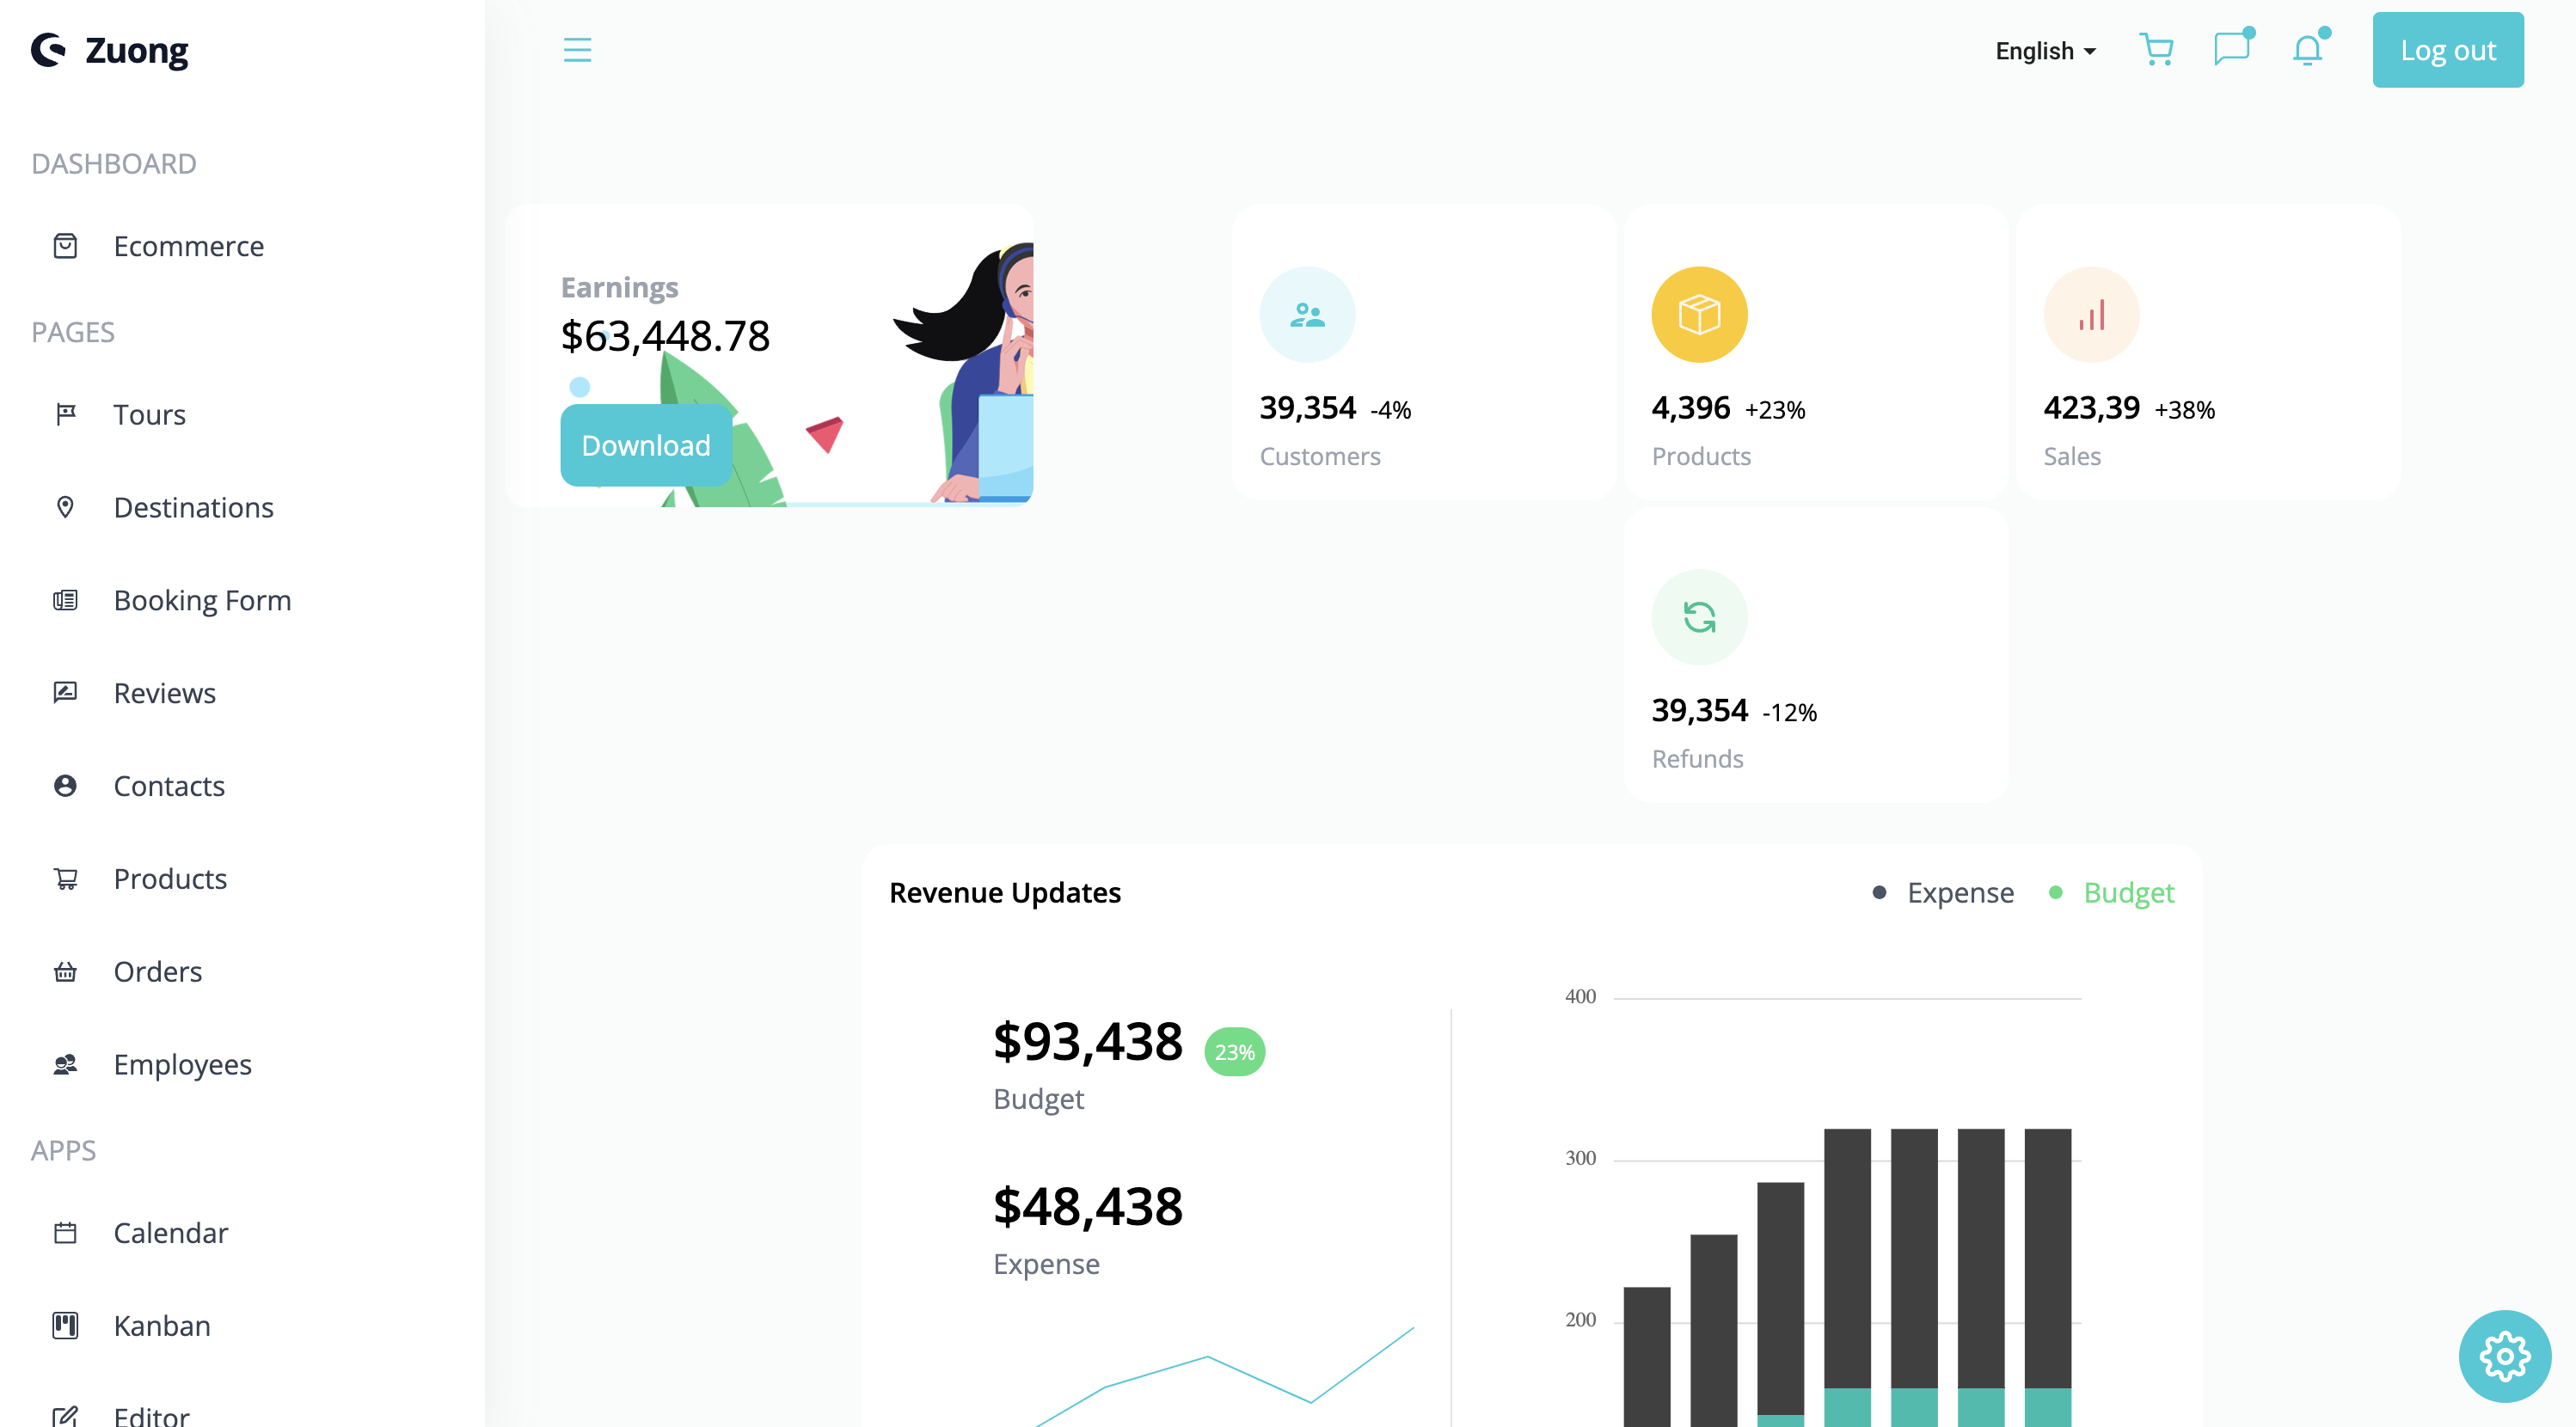 Zuong
DASHBOARD
Ecommerce
PAGES
Tours
Destinations
Booking Form
Reviews
Contacts
Products
Orders
Employees
APPS
Calendar
Kanban
Editor
English
Log out
Earnings
$63,448.78
Download
39,354 -4%
Customers
4,396 +23%
Products
423,39 +38%
Sales
39,354 -12%
Refunds
Revenue Updates
Expense
Budget
$93,438 23%
Budget
$48,438
Expense
400
300
200